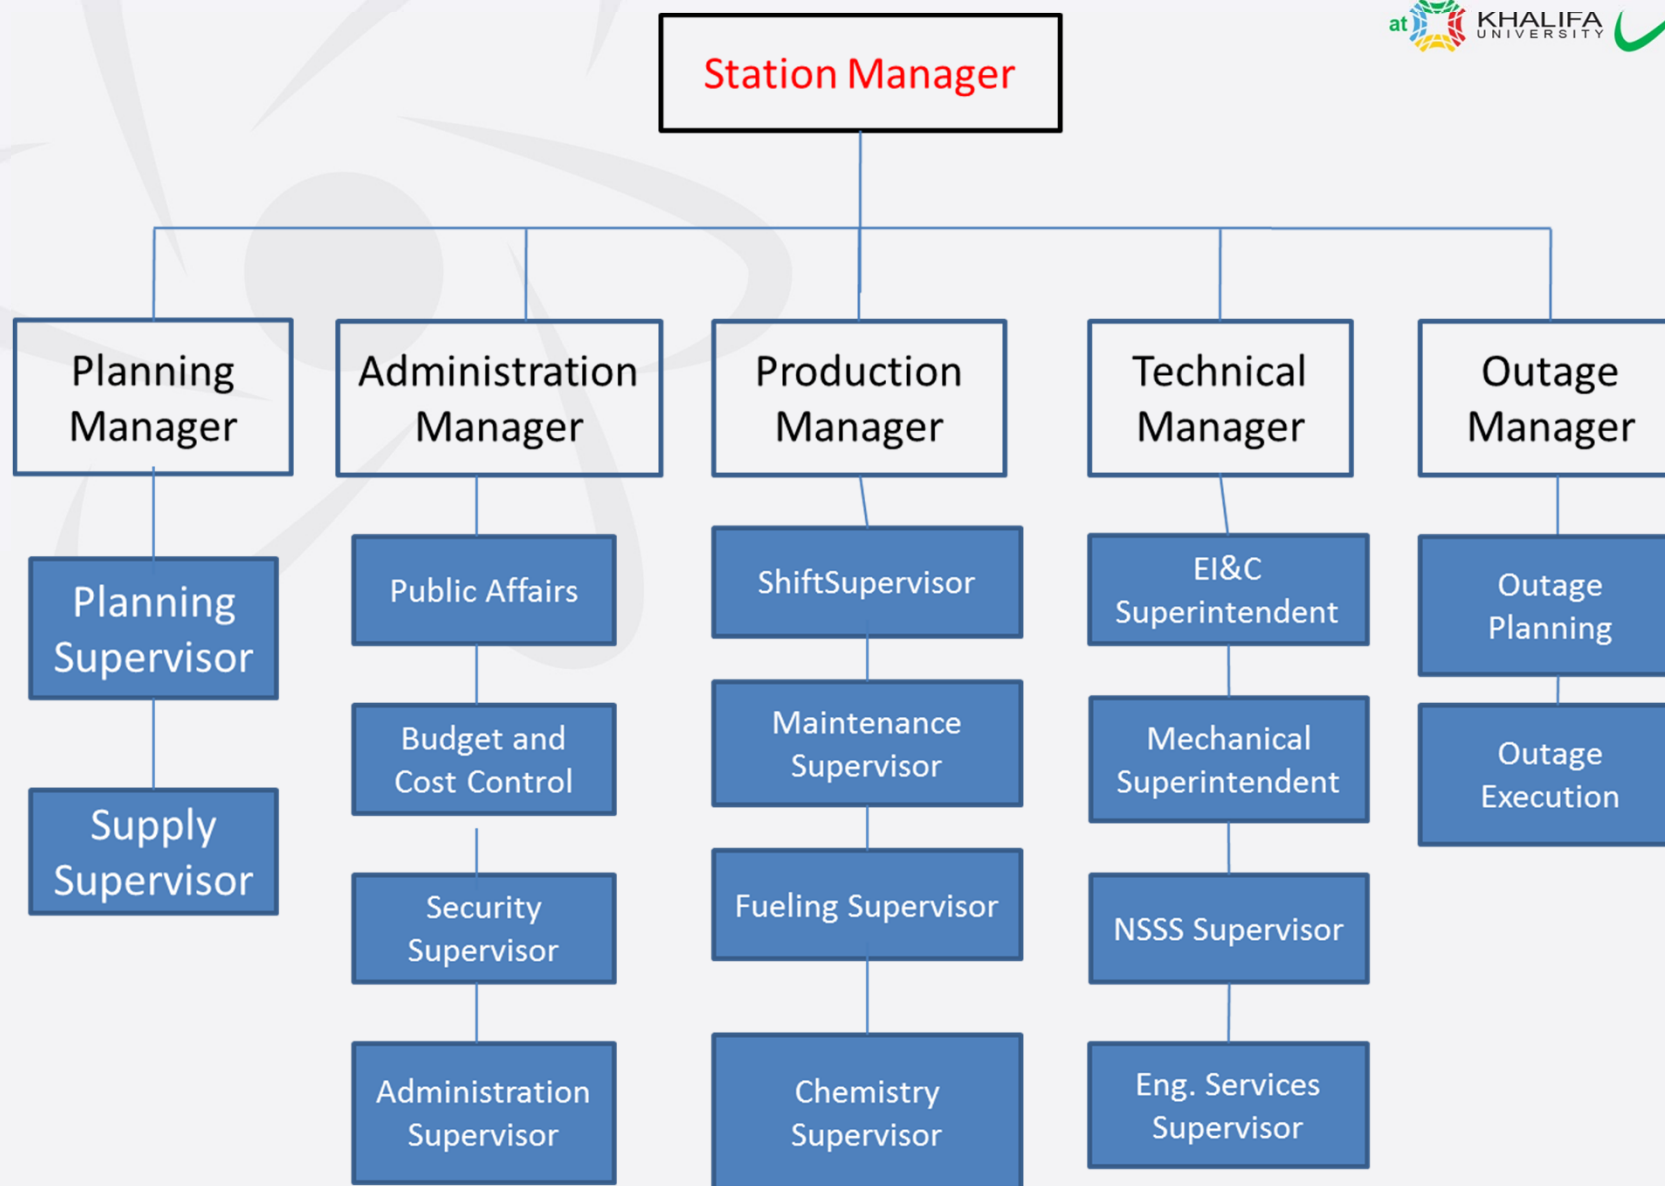 at KHALIFA
UNIVERSITY
Station Manager
Planning
Manager
Administration
Manager
Production
Manager
Technical
Manager
Outage
Manager
Planning
Supervisor
Supply
Supervisor
Public Affairs
Budget and
Cost Control
Security
Supervisor
Administration
Supervisor
ShiftSupervisor
Maintenance
Supervisor
Fueling Supervisor
Chemistry
Supervisor
EI&C
Superintendent
Mechanical
Superintendent
NSSS Supervisor
Eng. Services
Supervisor
Outage
Planning
Outage
Execution